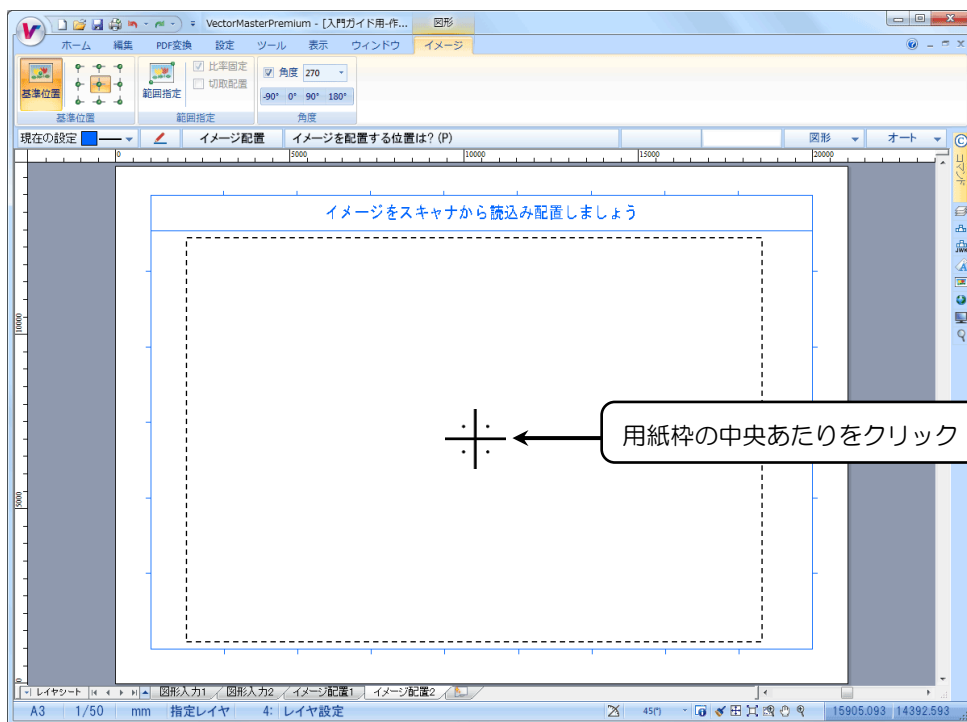 VectorMasterPremium - [入門ガイド用-作... 図形
ホーム 編集 PDF変換 設定 ツール 表示 ウィンドウ イメージ
基準位置 範囲指定 比率固定 切取配置 角度 270
-90° 0° 90° 180°
基準位置 範囲指定 角度
現在の設定 イメージ配置 イメージを配置する位置は? (P) 図形 オート
コマンド
0 5000 10000 15000 20000
イメージをスキャナから読込み配置しましょう
10000
用紙枠の中央あたりをクリック
5000
0
レイヤシート 図形入力1 図形入力2 イメージ配置1 イメージ配置2
A3 1/50 mm 指定レイヤ 4: レイヤ設定 45(°) 15905.093 14392.593